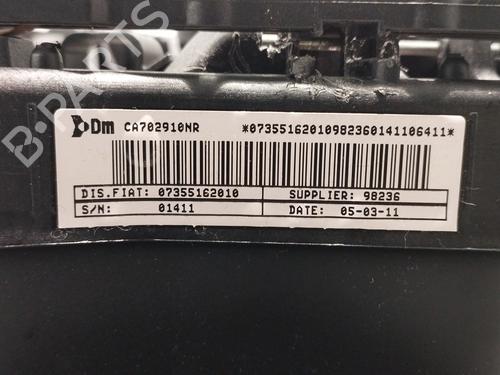 Dm CA702910NR *07355162010982360141106411*
DIS.FIAT: 07355162010 SUPPLIER: 98236
S/N: 01411 DATE: 05-03-11
B-PARTS